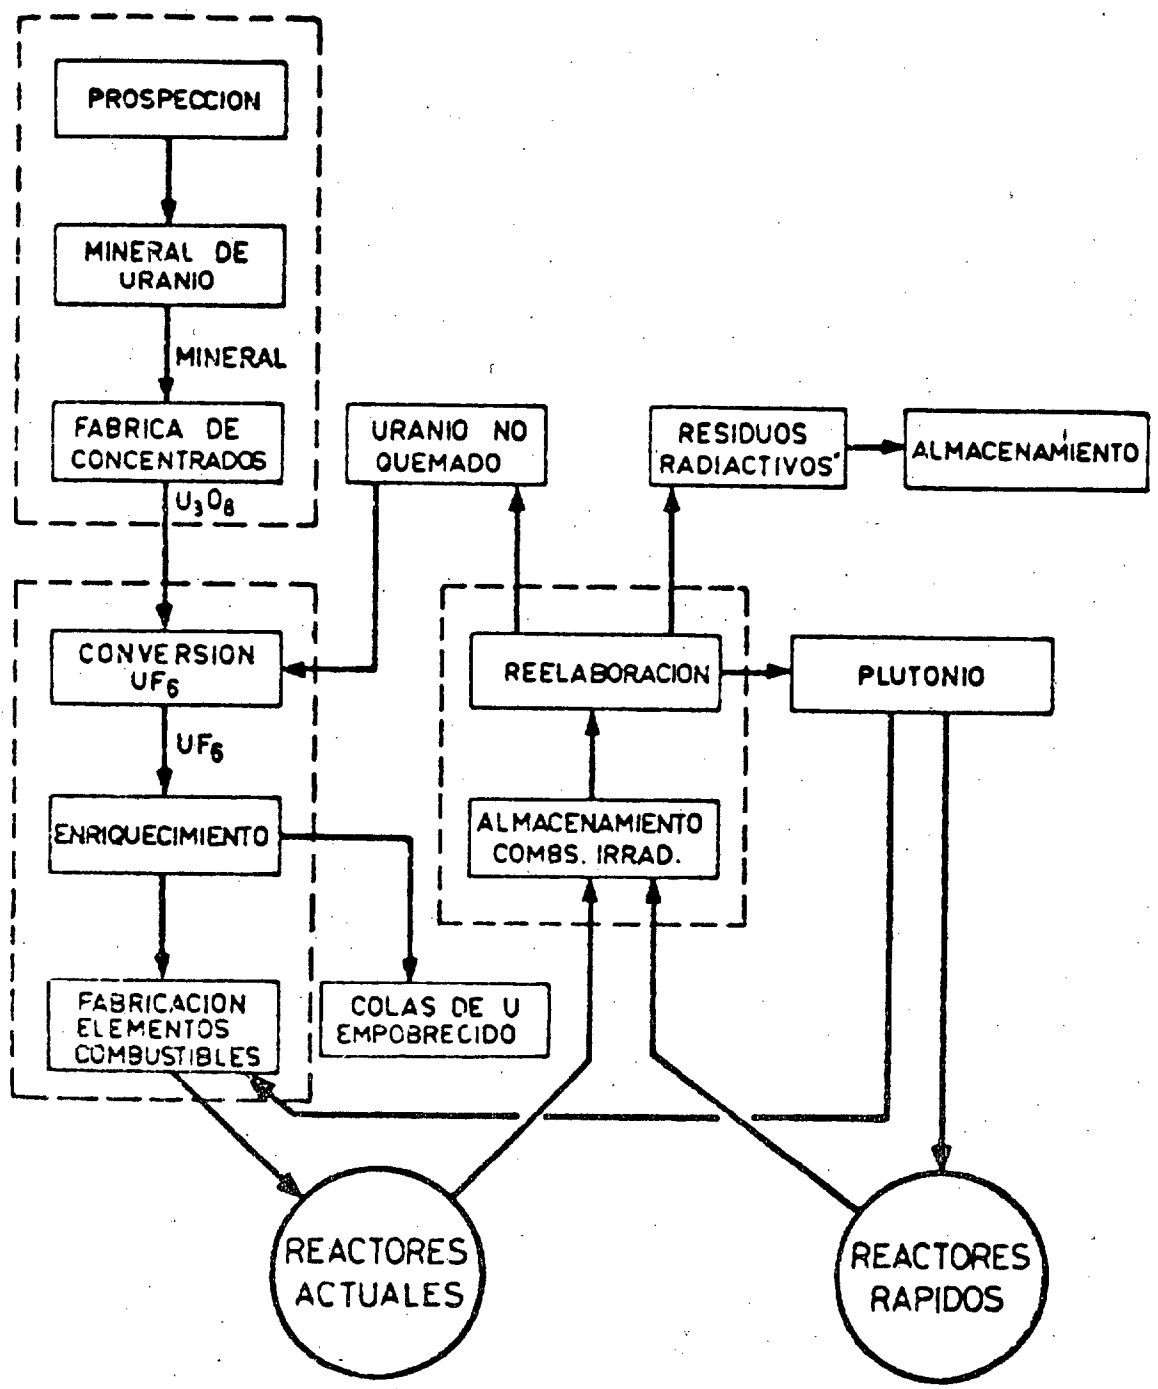 PROSPECCION
MINERAL DE
URANIO
MINERAL
FABRICA DE
CONCENTRADOS
U₃O₈
URANIO NO
QUEMADO
RESIDUOS
RADIACTIVOS
ALMACENAMIENTO
CONVERSION
UF₆
UF₆
REELABORACION
PLUTONIO
ENRIQUECIMIENTO
ALMACENAMIENTO
COMBS. IRRAD.
FABRICACION
ELEMENTOS
COMBUSTIBLES
COLAS DE U
EMPOBRECIDO
REACTORES
ACTUALES
REACTORES
RAPIDOS